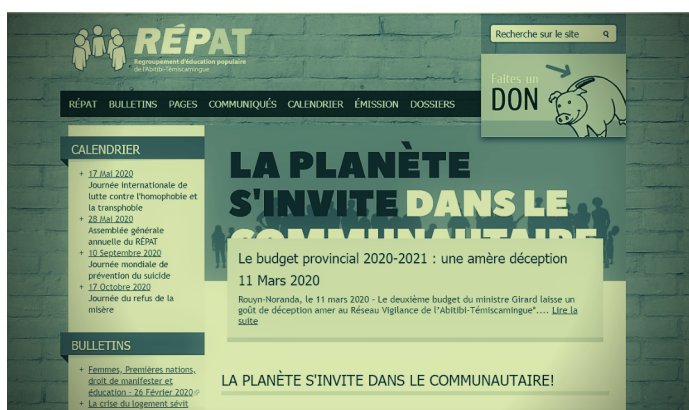 RÉPAT
Regroupement d'éducation populaire
de l'Abitibi-Témiscamingue
Recherche sur le site
Faites un
DON
RÉPAT BULLETINS PAGES COMMUNIQUÉS CALENDRIER ÉMISSION DOSSIERS
CALENDRIER
17 Mai 2020
Journée internationale de
lutte contre l'homophobie et
la transphobie
28 Mai 2020
Assemblée générale
annuelle du RÉPAT
10 Septembre 2020
Journée mondiale de
prévention du suicide
17 Octobre 2020
Journée du refus de la
misère
BULLETINS
Femmes, Premières nations,
droit de manifester et
éducation - 26 Février 2020
La crise du logement sévit
LA PLANÈTE
S'INVITE DANS LE
COMMUNAUTAIRE
Le budget provincial 2020-2021 : une amère déception
11 Mars 2020
Rouyn-Noranda, le 11 mars 2020 - Le deuxième budget du ministre Girard laisse un
goût de déception amer au Réseau Vigilance de l'Abitibi-Témiscamingue*.... Lire la
suite
LA PLANÈTE S'INVITE DANS LE COMMUNAUTAIRE!